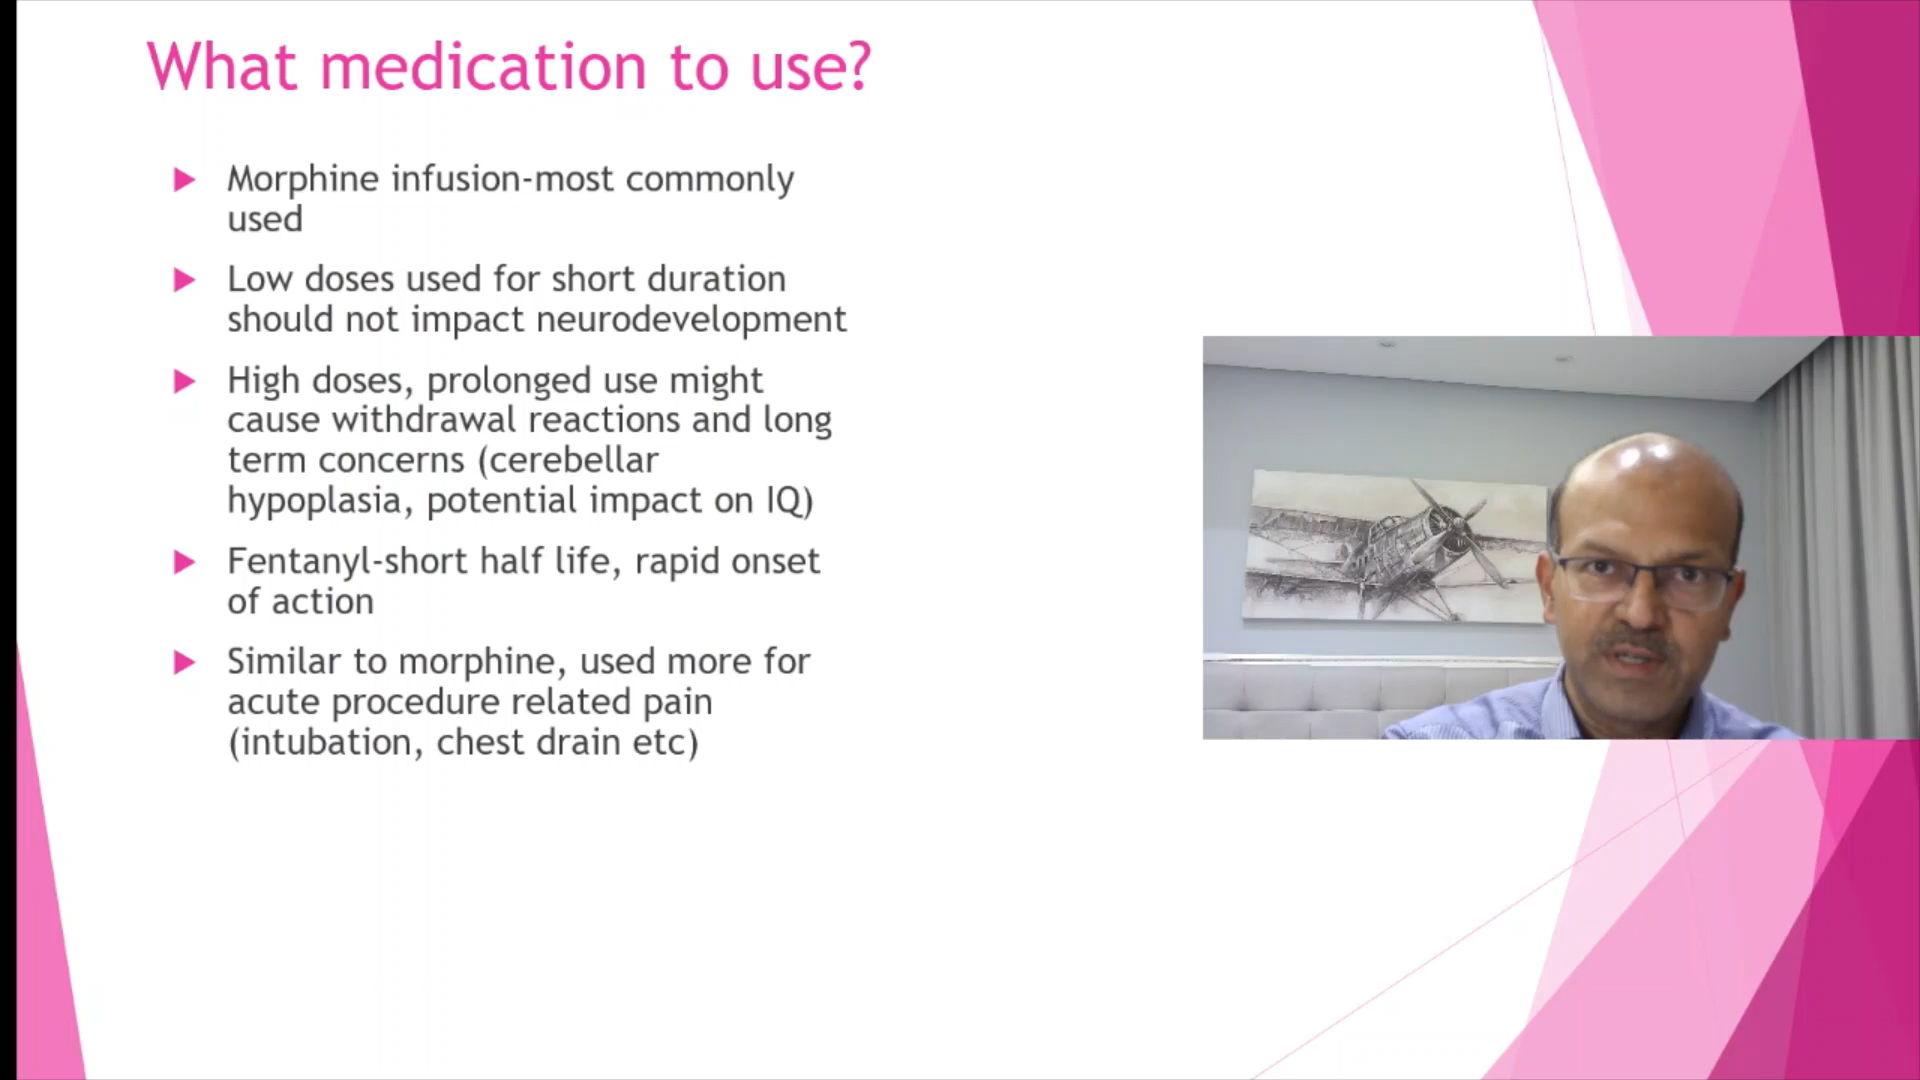 What medication to use?
Morphine infusion-most commonly
used
Low doses used for short duration
should not impact neurodevelopment
High doses, prolonged use might
cause withdrawal reactions and long
term concerns (cerebellar
hypoplasia, potential impact on IQ)
Fentanyl-short half life, rapid onset
of action
Similar to morphine, used more for
acute procedure related pain
(intubation, chest drain etc)